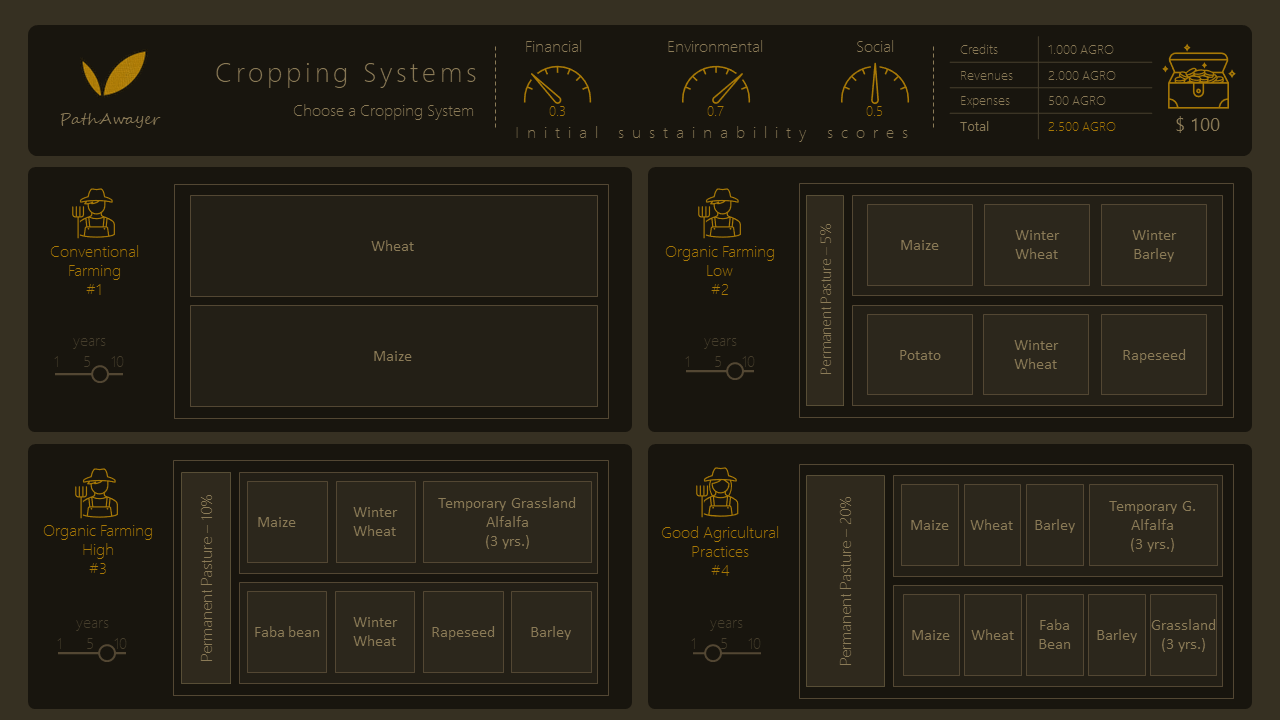 PathAwayer
Cropping Systems
Choose a Cropping System
Financial
0.3
Environmental
0.7
Social
0.5
Initial sustainability scores
Credits 1.000 AGRO
Revenues 2.000 AGRO
Expenses 500 AGRO
Total 2.500 AGRO
$ 100
Conventional
Farming
#1
years
1 5 10
Wheat
Maize
Organic Farming
Low
#2
years
1 5 10
Permanent Pasture – 5%
Maize
Winter
Wheat
Winter
Barley
Potato
Winter
Wheat
Rapeseed
Organic Farming
High
#3
years
1 5 10
Permanent Pasture – 10%
Maize
Winter
Wheat
Temporary Grassland
Alfalfa
(3 yrs.)
Faba bean
Winter
Wheat
Rapeseed
Barley
Good Agricultural
Practices
#4
years
1 5 10
Permanent Pasture – 20%
Maize
Wheat
Barley
Temporary G.
Alfalfa
(3 yrs.)
Maize
Wheat
Faba
Bean
Barley
Grassland
(3 yrs.)